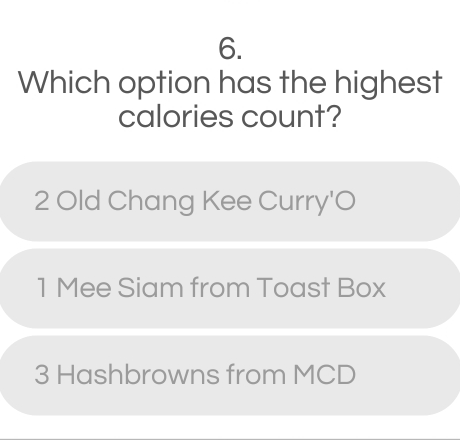 6.
Which option has the highest
calories count?
2 Old Chang Kee Curry'O
1 Mee Siam from Toast Box
3 Hashbrowns from MCD